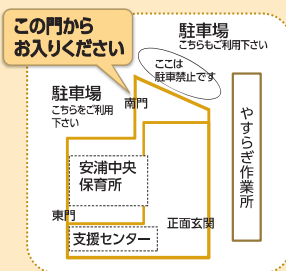 この門から
お入りください
駐車場
こちらもご利用下さい
ここは
駐車禁止です
駐車場
こちらをご利用
下さい
南門
やすらぎ作業所
安浦中央
保育所
東門
正面玄関
支援センター